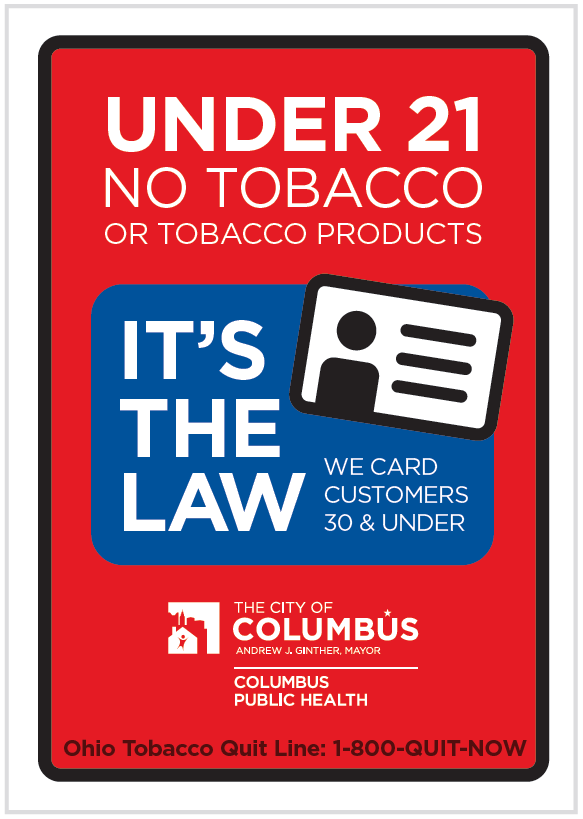 UNDER 21
NO TOBACCO
OR TOBACCO PRODUCTS
IT'S
THE
LAW
WE CARD
CUSTOMERS
30 & UNDER
THE CITY OF
COLUMBUS
ANDREW J. GINTHER, MAYOR
COLUMBUS
PUBLIC HEALTH
Ohio Tobacco Quit Line: 1-800-QUIT-NOW